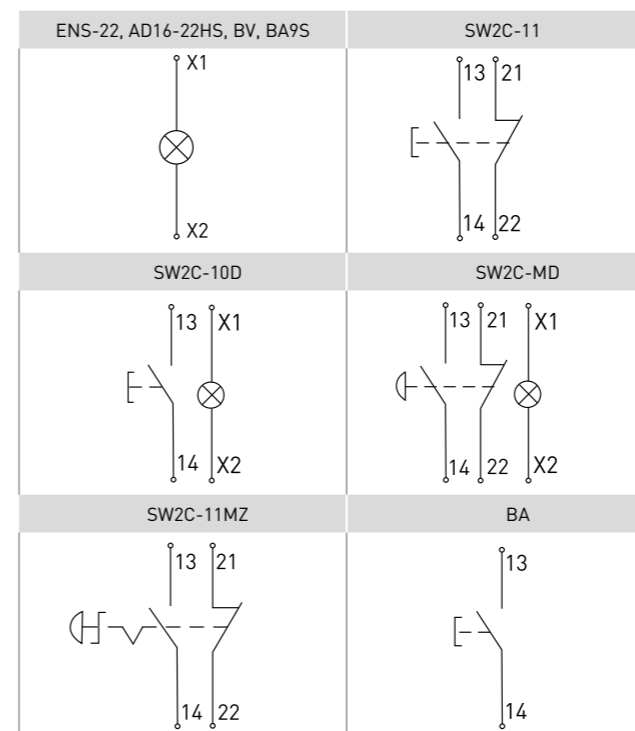 ENS-22, AD16-22HS, BV, BA9S
X1
X2
SW2C-11
13 21
14 22
SW2C-10D
13 X1
14 X2
SW2C-MD
13 21 X1
14 22 X2
SW2C-11MZ
13 21
14 22
BA
13
14